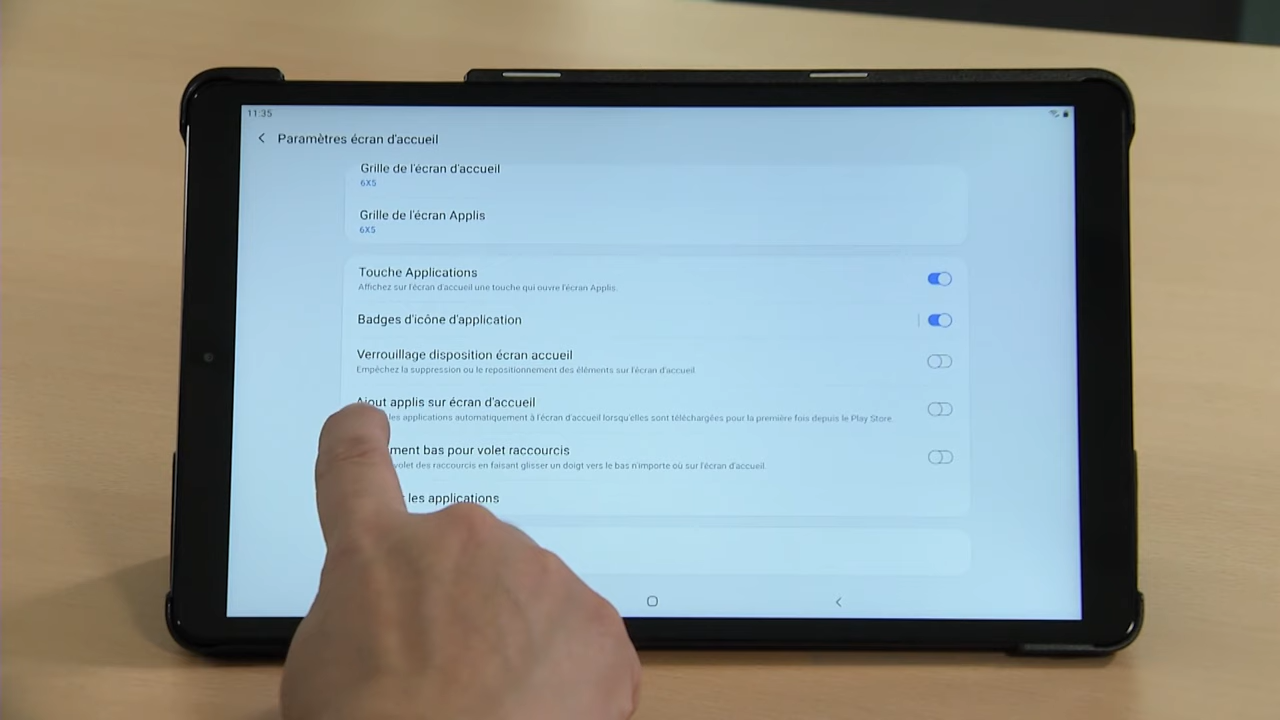 11:35
Paramètres écran d'accueil
Grille de l'écran d'accueil
6X5
Grille de l'écran Applis
6X5
Touche Applications
Affichez sur l'écran d'accueil une touche qui ouvre l'écran Applis.
Badges d'icône d'application
Verrouillage disposition écran accueil
Empêchez la suppression ou le repositionnement des éléments sur l'écran d'accueil
Ajout applis sur écran d'accueil
les applications automatiquement à l'écran d'accueil lorsqu'elles sont téléchargées pour la première fois depuis le Play Store.
ment bas pour volet raccourcis
volet des raccourcis en faisant glisser un doigt vers le bas n'importe où sur l'écran d'accueil.
les applications